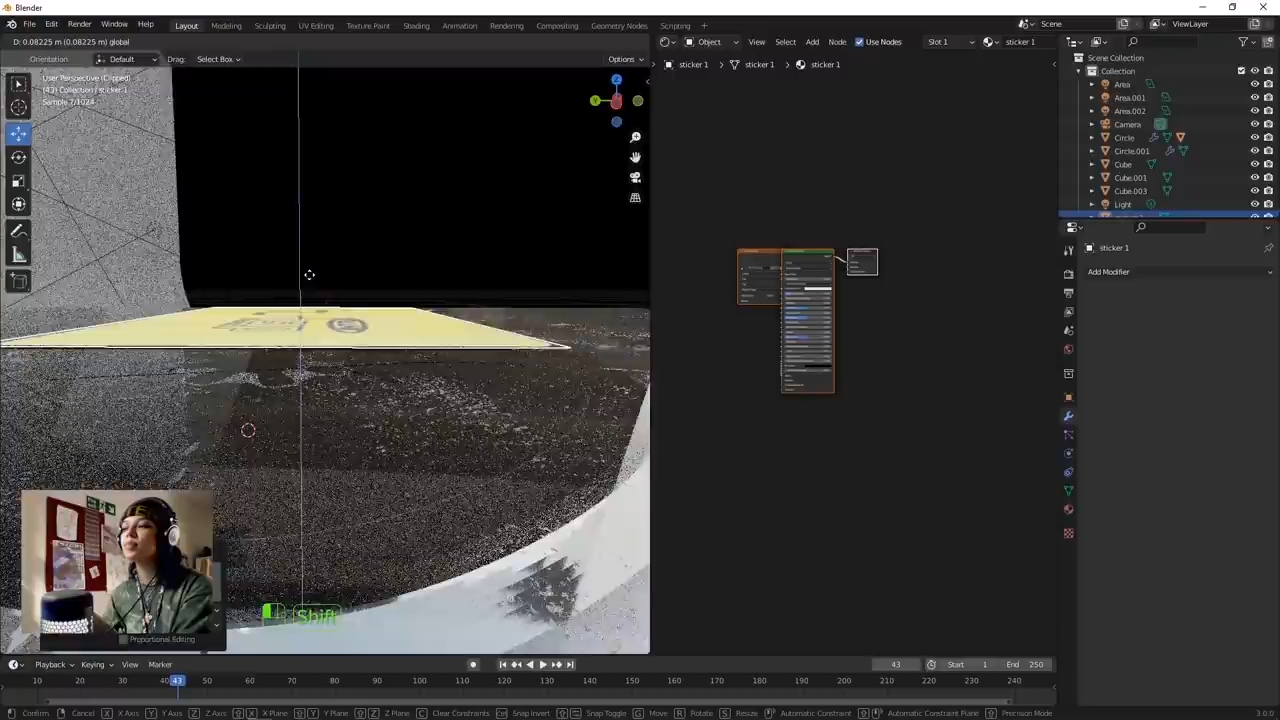 Blender
File Edit Render Window Help Layout Modeling Sculpting UV Editing Texture Paint Shading Animation Rendering Compositing Geometry Nodes Scripting + Scene ViewLayer
D: 0.08225 m (0.08225 m) global
Object View Select Add Node Use Nodes Slot 1 sticker 1
Orientation: Default Drag: Select Box Options
sticker 1 > sticker 1 > sticker 1
User Perspective (Clipped)
(43) Collection | sticker 1
Sample 7/1024
Scene Collection
Collection
Area
Area.001
Area.002
Camera
Circle
Circle.001
Cube
Cube.001
Cube.003
Light
sticker 1
Add Modifier
X
Y
Z
Shift
Proportional Editing
Playback Keying View Marker 43 Start 1 End 250
10 20 30 40 43 50 60 70 80 90 100 110 120 130 140 150 160 170 180 190 200 210 220 230 240
Confirm Cancel X X Axis Y Y Axis Z Z Axis X X Plane Y Y Plane Z Z Plane C Clear Constraints Snap Invert Snap Toggle G Move R Rotate S Resize Automatic Constraint Automatic Constraint Plane Precision Mode 3.0.0